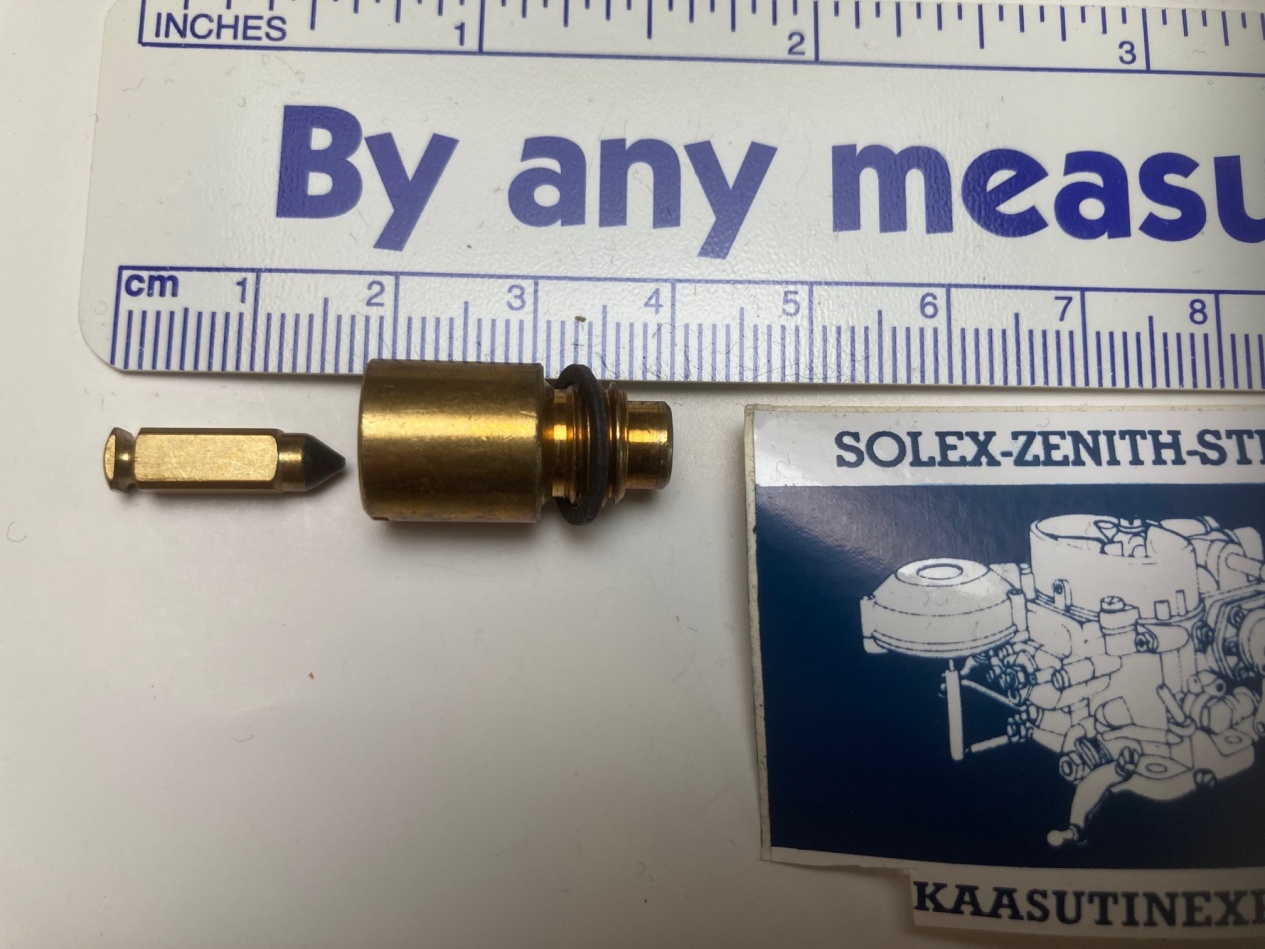 INCHES 1 2 3
By any measu
cm 1 2 3 4 5 6 7 8
SOLEX-ZENITH-ST
KAASUTINEX